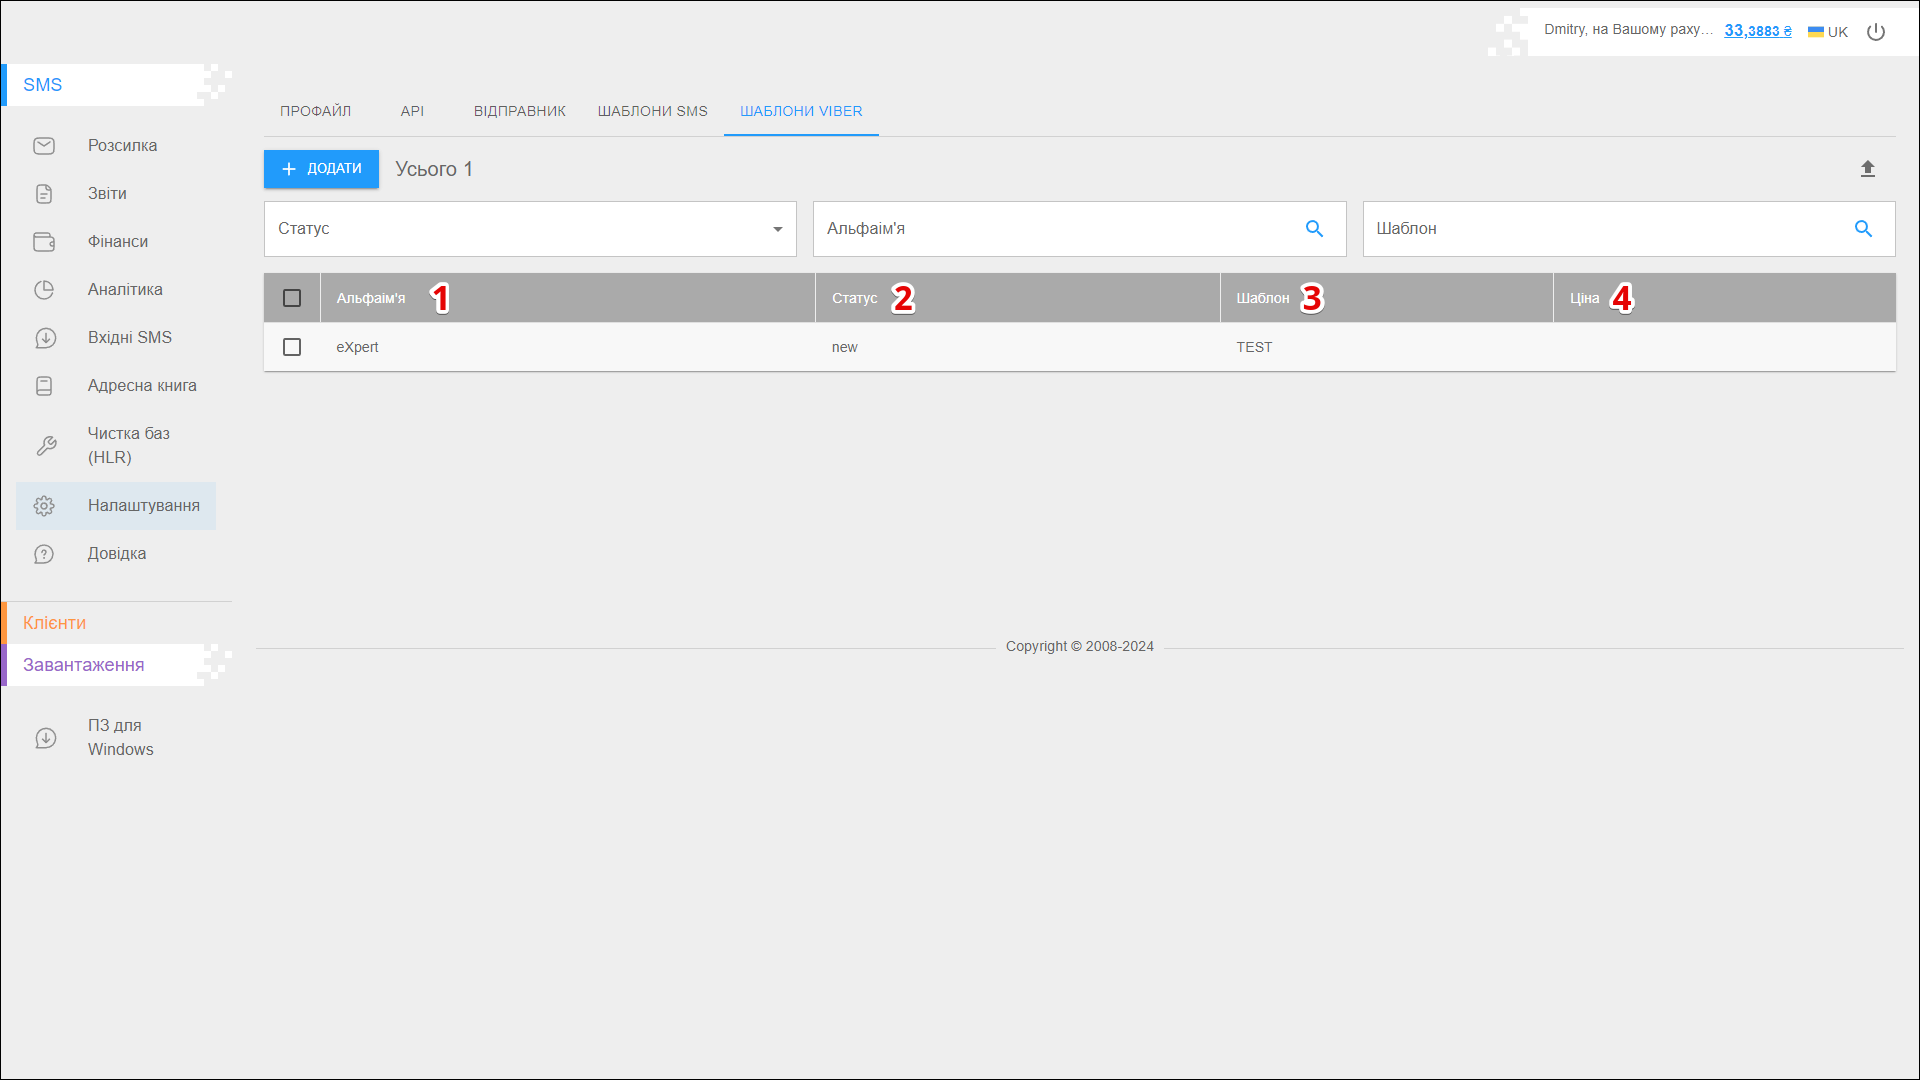 Dmitry, на Вашому раху... 33,3883 ₴ UK
SMS
Розсилка
Звіти
Фінанси
Аналітика
Вхідні SMS
Адресна книга
Чистка баз
(HLR)
Налаштування
Довідка
Клієнти
Завантаження
ПЗ для
Windows
ПРОФАЙЛ API ВІДПРАВНИК ШАБЛОНИ SMS ШАБЛОНИ VIBER
ДОДАТИ Усього 1
Статус Альфаім'я Шаблон
Альфаім'я 1 Статус 2 Шаблон 3 Ціна 4
eXpert new TEST
Copyright © 2008-2024